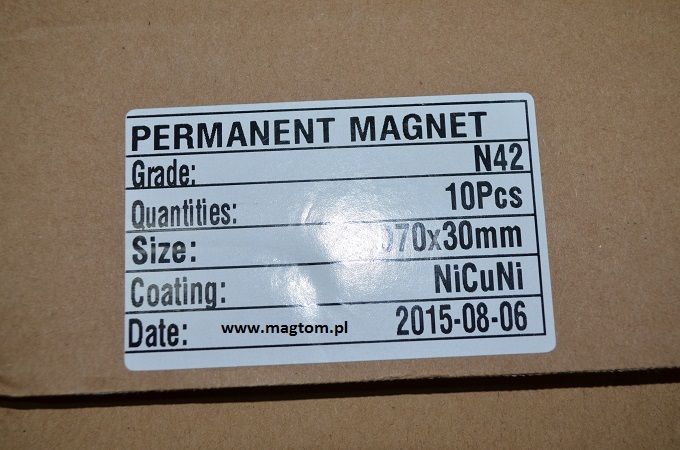 PERMANENT MAGNET
Grade: N42
Quantities: 10Pcs
Size: 70x30mm
Coating: NiCuNi
Date: www.magtom.pl 2015-08-06